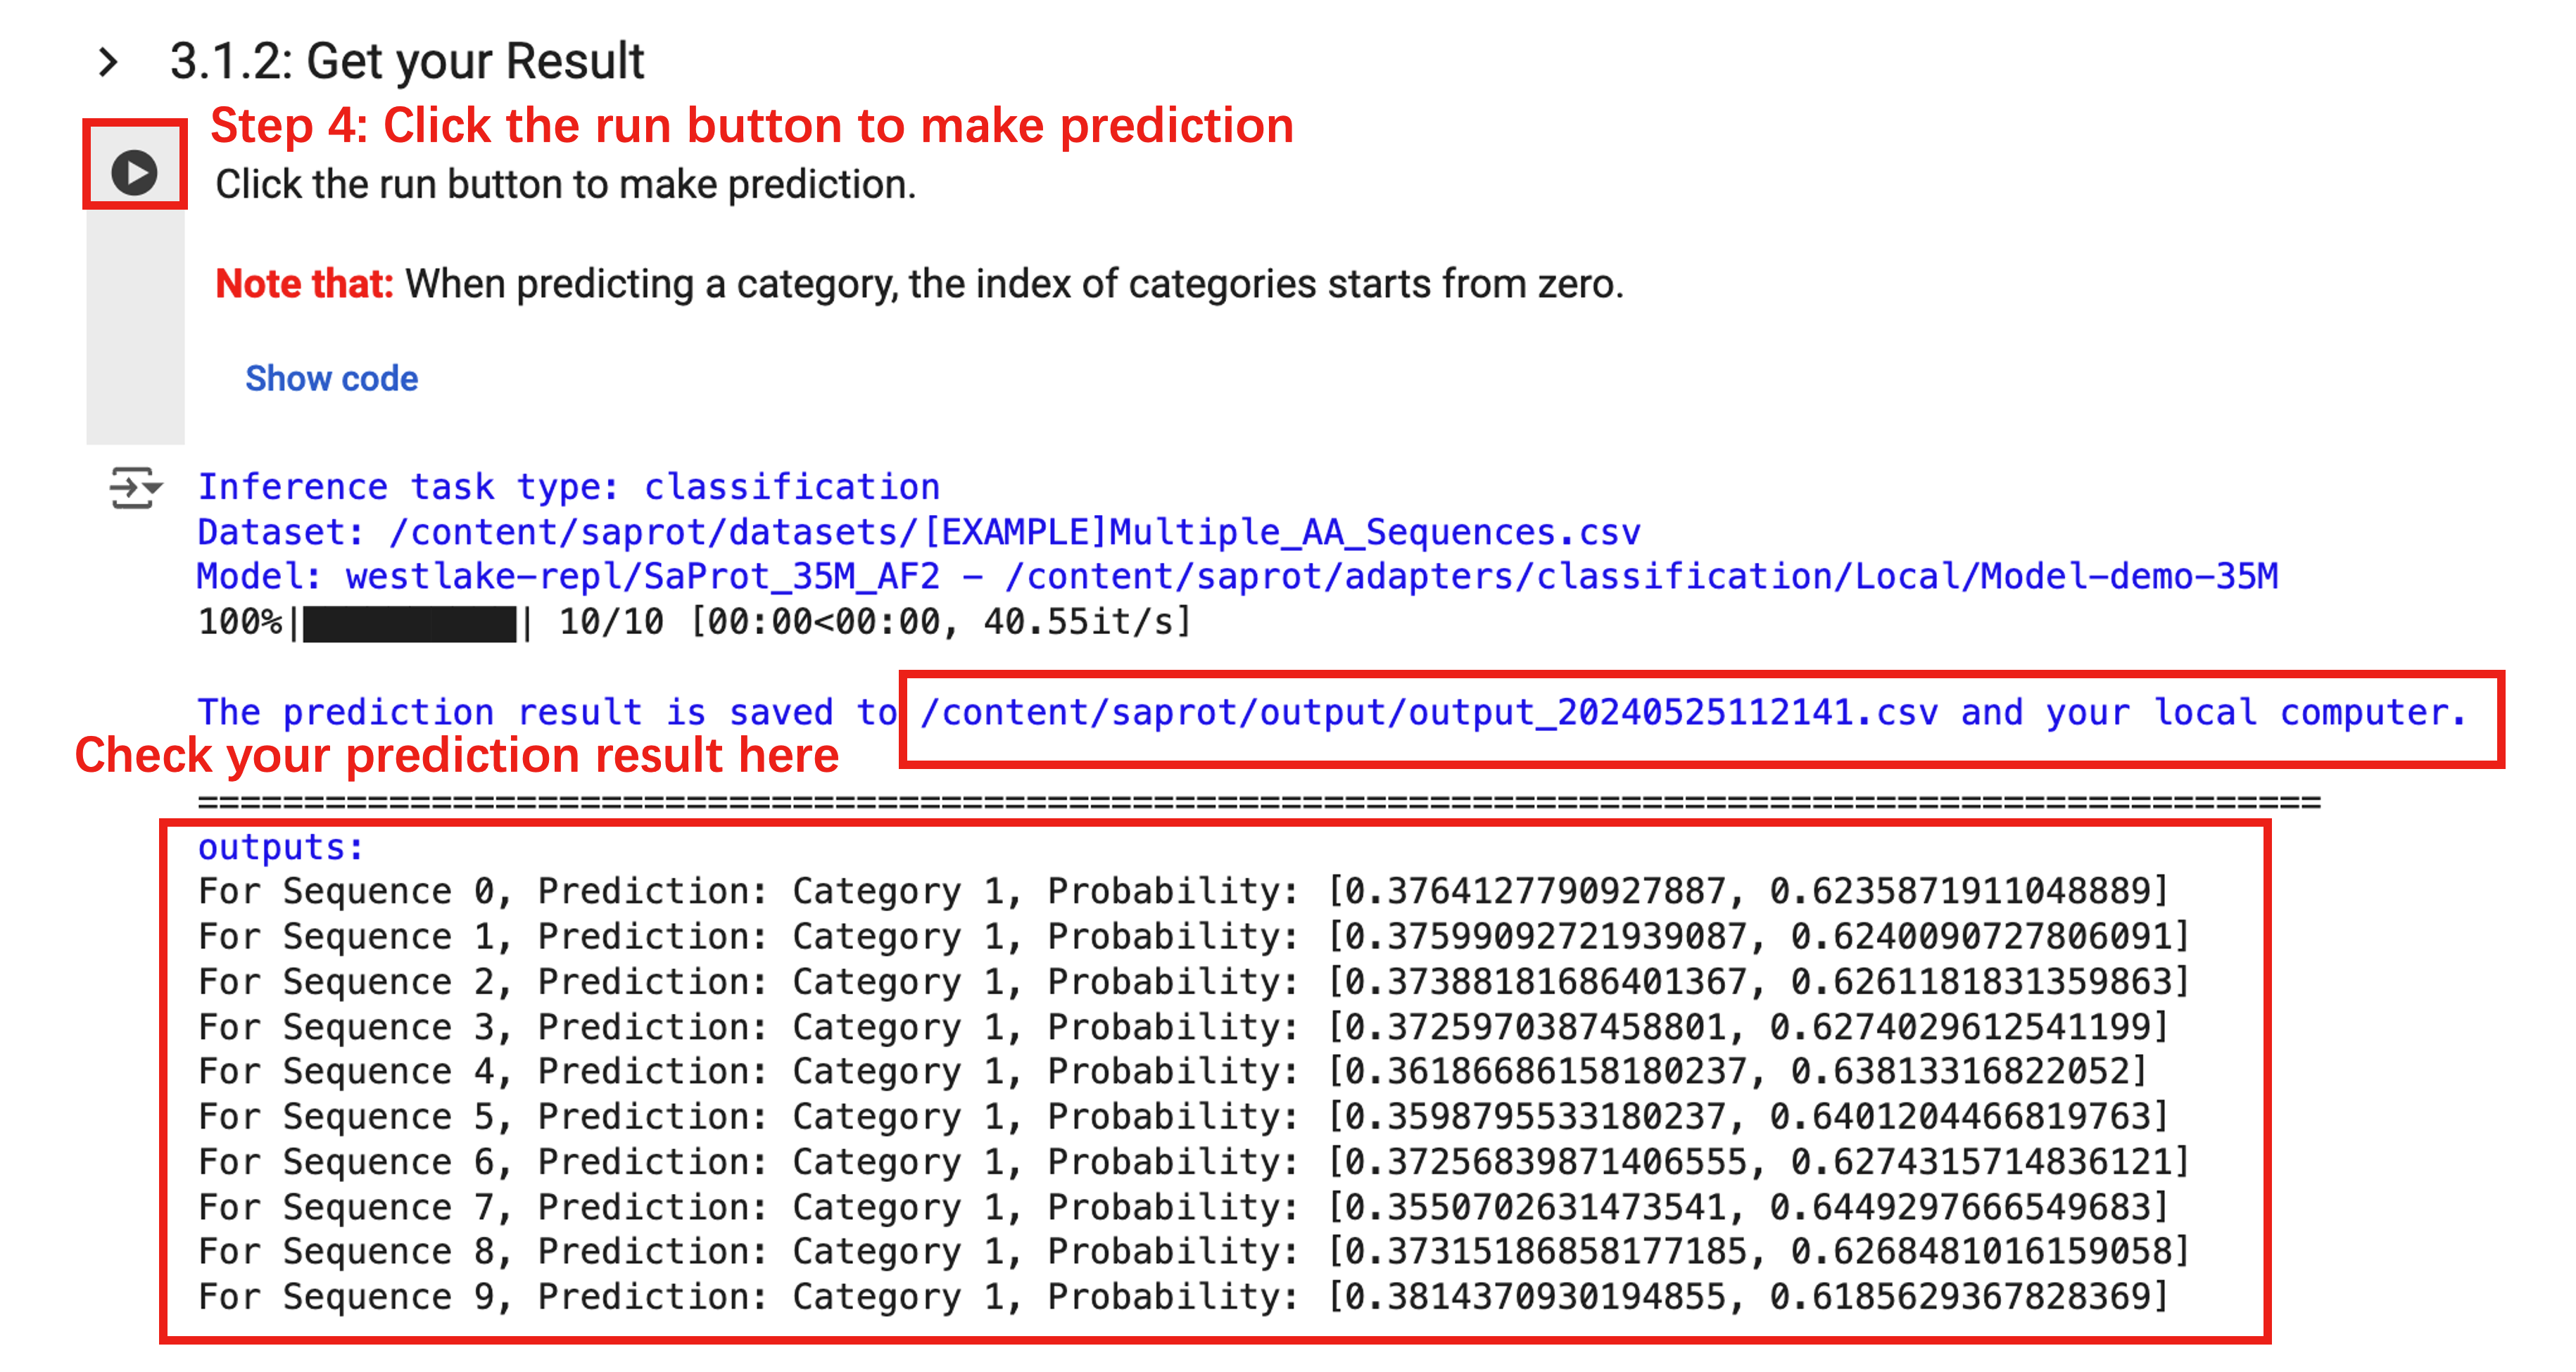 3.1.2: Get your Result
Step 4: Click the run button to make prediction
Click the run button to make prediction.
Note that: When predicting a category, the index of categories starts from zero.
Show code
Inference task type: classification
Dataset: /content/saprot/datasets/[EXAMPLE]Multiple_AA_Sequences.csv
Model: westlake-repl/SaProt_35M_AF2 - /content/saprot/adapters/classification/Local/Model-demo-35M
100%|██████████| 10/10 [00:00<00:00, 40.55it/s]
The prediction result is saved to /content/saprot/output/output_20240525112141.csv and your local computer.
Check your prediction result here
====================================================================================================
outputs:
For Sequence 0, Prediction: Category 1, Probability: [0.3764127790927887, 0.6235871911048889]
For Sequence 1, Prediction: Category 1, Probability: [0.37599092721939087, 0.6240090727806091]
For Sequence 2, Prediction: Category 1, Probability: [0.37388181686401367, 0.6261181831359863]
For Sequence 3, Prediction: Category 1, Probability: [0.3725970387458801, 0.6274029612541199]
For Sequence 4, Prediction: Category 1, Probability: [0.36186686158180237, 0.63813316822052]
For Sequence 5, Prediction: Category 1, Probability: [0.3598795533180237, 0.6401204466819763]
For Sequence 6, Prediction: Category 1, Probability: [0.37256839871406555, 0.6274315714836121]
For Sequence 7, Prediction: Category 1, Probability: [0.3550702631473541, 0.6449297666549683]
For Sequence 8, Prediction: Category 1, Probability: [0.37315186858177185, 0.6268481016159058]
For Sequence 9, Prediction: Category 1, Probability: [0.3814370930194855, 0.6185629367828369]